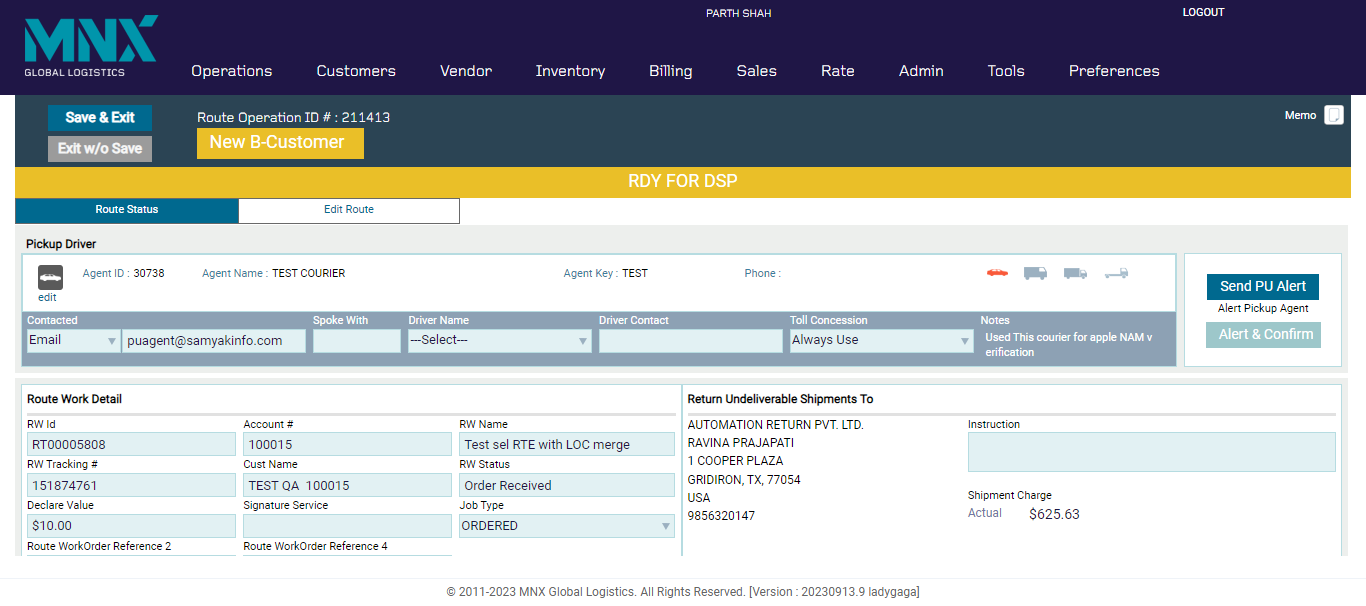 PARTH SHAH
LOGOUT
MNX
GLOBAL LOGISTICS
Operations Customers Vendor Inventory Billing Sales Rate Admin Tools Preferences
Save & Exit
Exit w/o Save
Route Operation ID # : 211413
New B-Customer
Memo
RDY FOR DSP
Route Status Edit Route
Pickup Driver
edit
Agent ID : 30738 Agent Name : TEST COURIER Agent Key : TEST Phone :
Contacted Spoke With Driver Name Driver Contact Toll Concession Notes
Email puagent@samyakinfo.com ---Select--- Always Use
Used This courier for apple NAM v
erification
Send PU Alert
Alert Pickup Agent
Alert & Confirm
Route Work Detail
RW Id Account # RW Name
RT00005808 100015 Test sel RTE with LOC merge
RW Tracking # Cust Name RW Status
151874761 TEST QA 100015 Order Received
Declare Value Signature Service Job Type
$10.00 ORDERED
Route WorkOrder Reference 2 Route WorkOrder Reference 4
Return Undeliverable Shipments To
AUTOMATION RETURN PVT. LTD.
RAVINA PRAJAPATI
1 COOPER PLAZA
GRIDIRON, TX, 77054
USA
9856320147
Instruction
Shipment Charge
Actual $625.63
© 2011-2023 MNX Global Logistics. All Rights Reserved. [Version : 20230913.9 ladygaga]